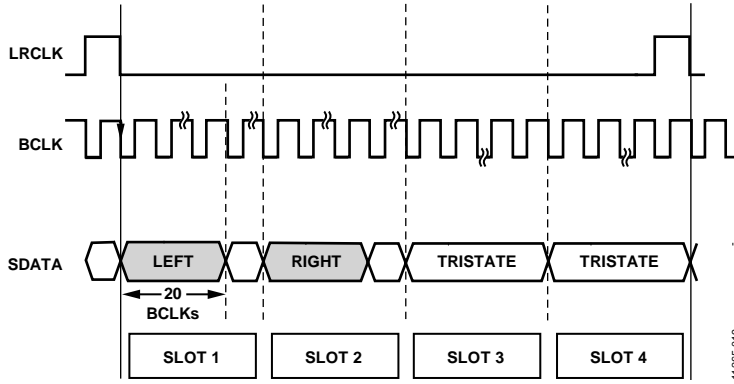 LRCLK
BCLK
SDATA
LEFT
RIGHT
TRISTATE
TRISTATE
20
BCLKs
SLOT 1
SLOT 2
SLOT 3
SLOT 4